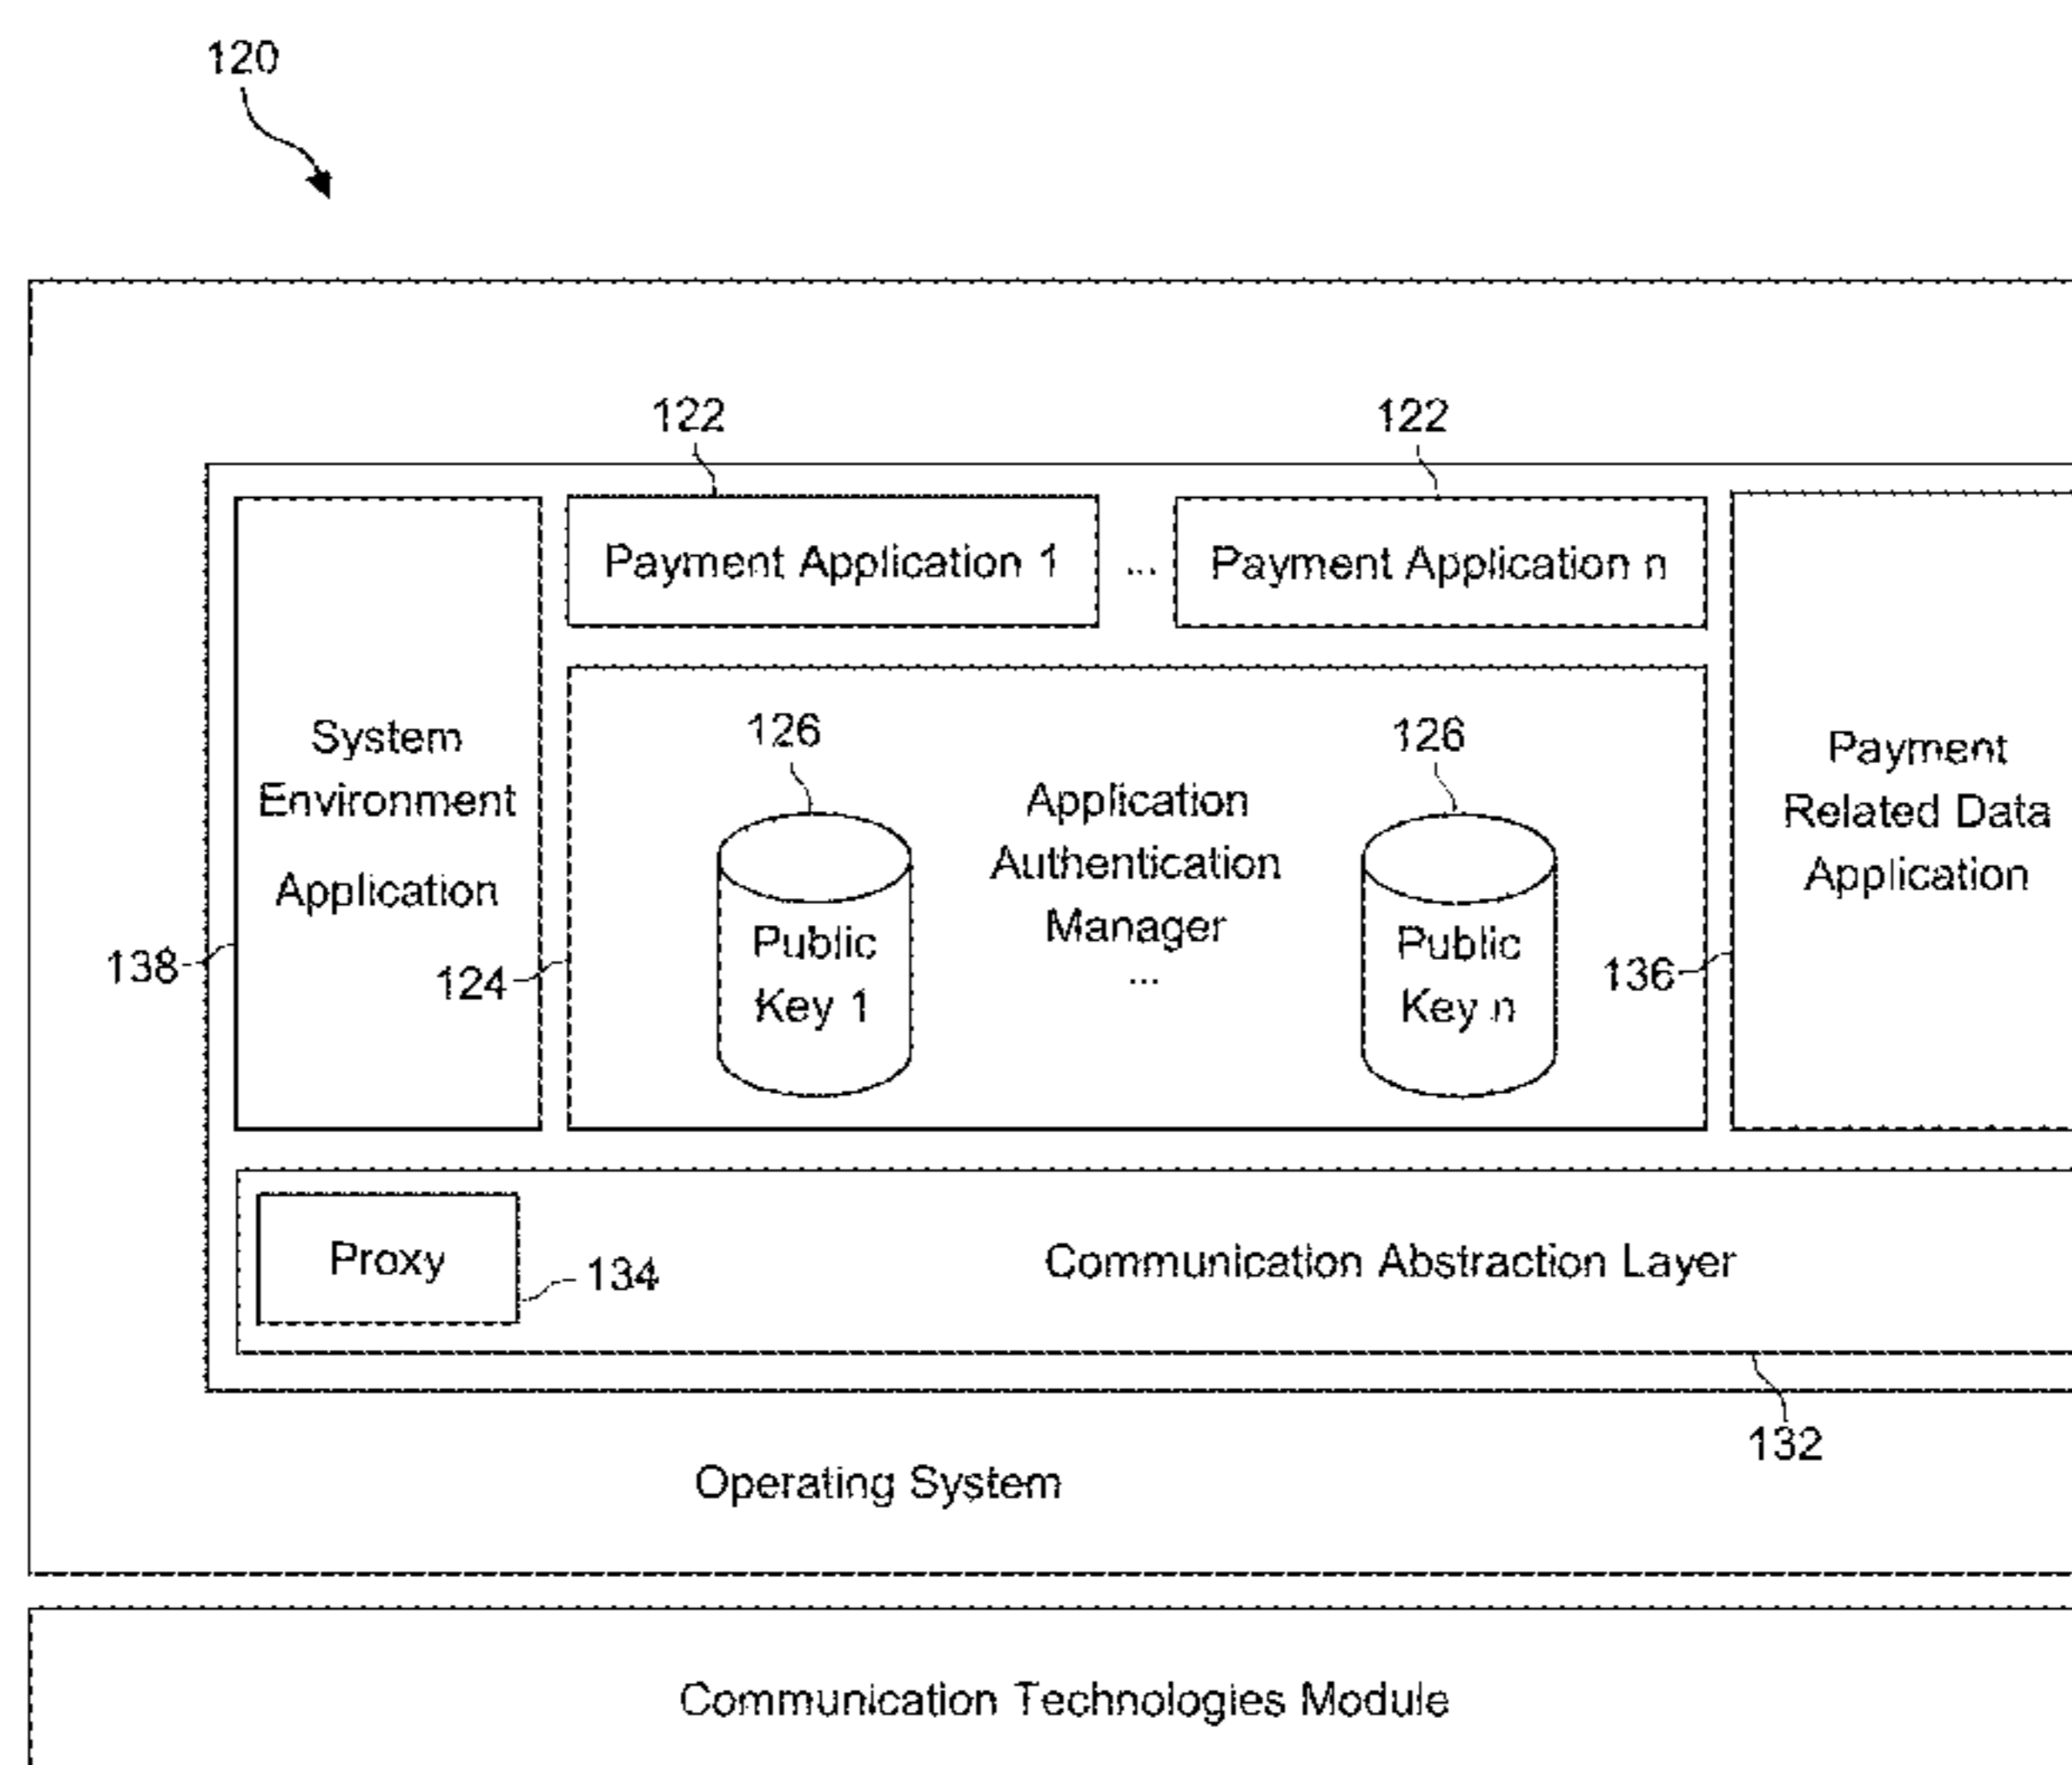 120
122
122
Payment Application 1
...
Payment Application n
126
126
System
Environment
Application
Application
Authentication
Manager
...
Payment
Related Data
Application
Public
Key 1
Public
Key n
138
124
136
Proxy
134
Communication Abstraction Layer
132
Operating System
Communication Technologies Module